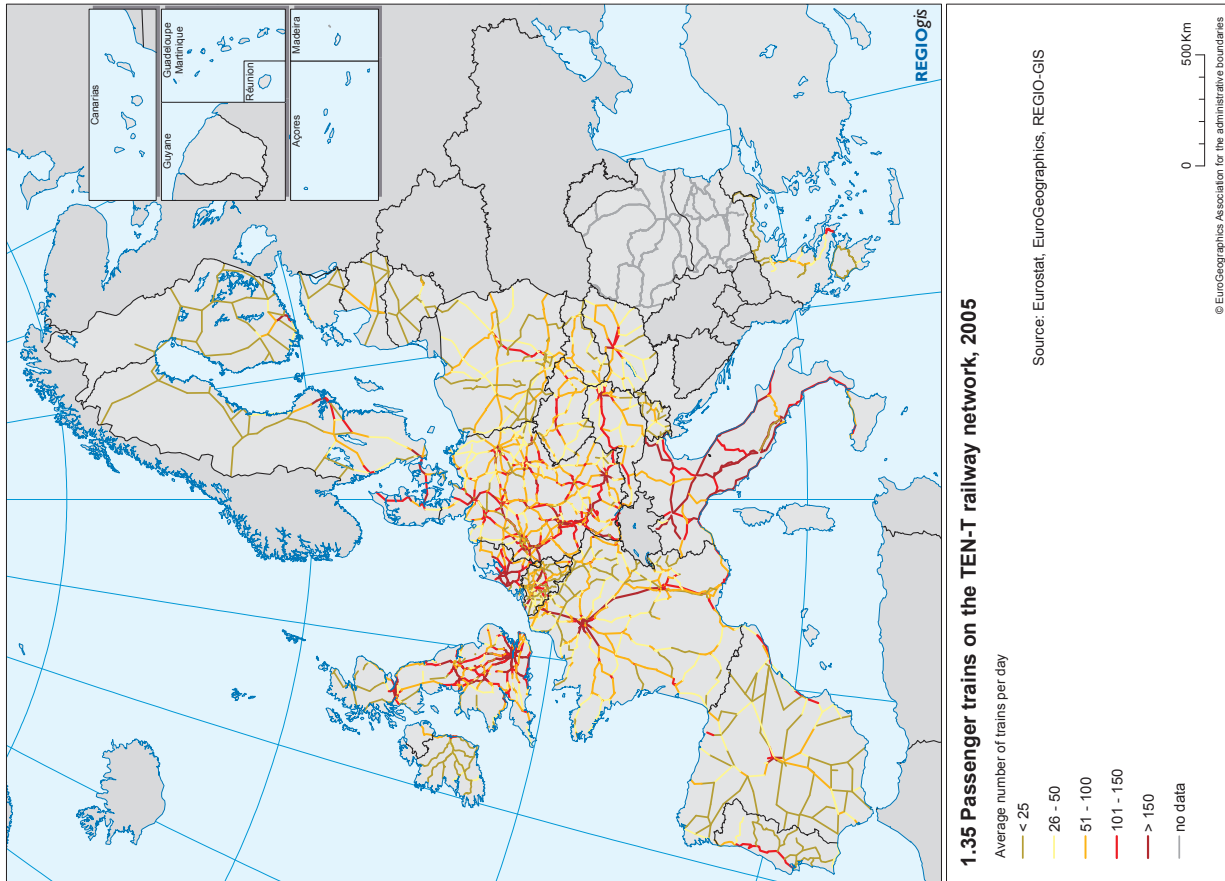 Canarias
Guyane
Guadeloupe
Martinique
Réunion
Açores
Madeira
REGIOgis
1.35 Passenger trains on the TEN-T railway network, 2005
Average number of trains per day
< 25
26 - 50
51 - 100
101 - 150
> 150
no data
Source: Eurostat, EuroGeographics, REGIO-GIS
0 500 Km
© EuroGeographics Association for the administrative boundaries